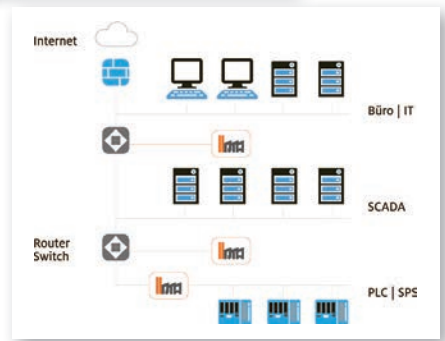 Internet
Büro | IT
SCADA
Router
Switch
PLC | SPS